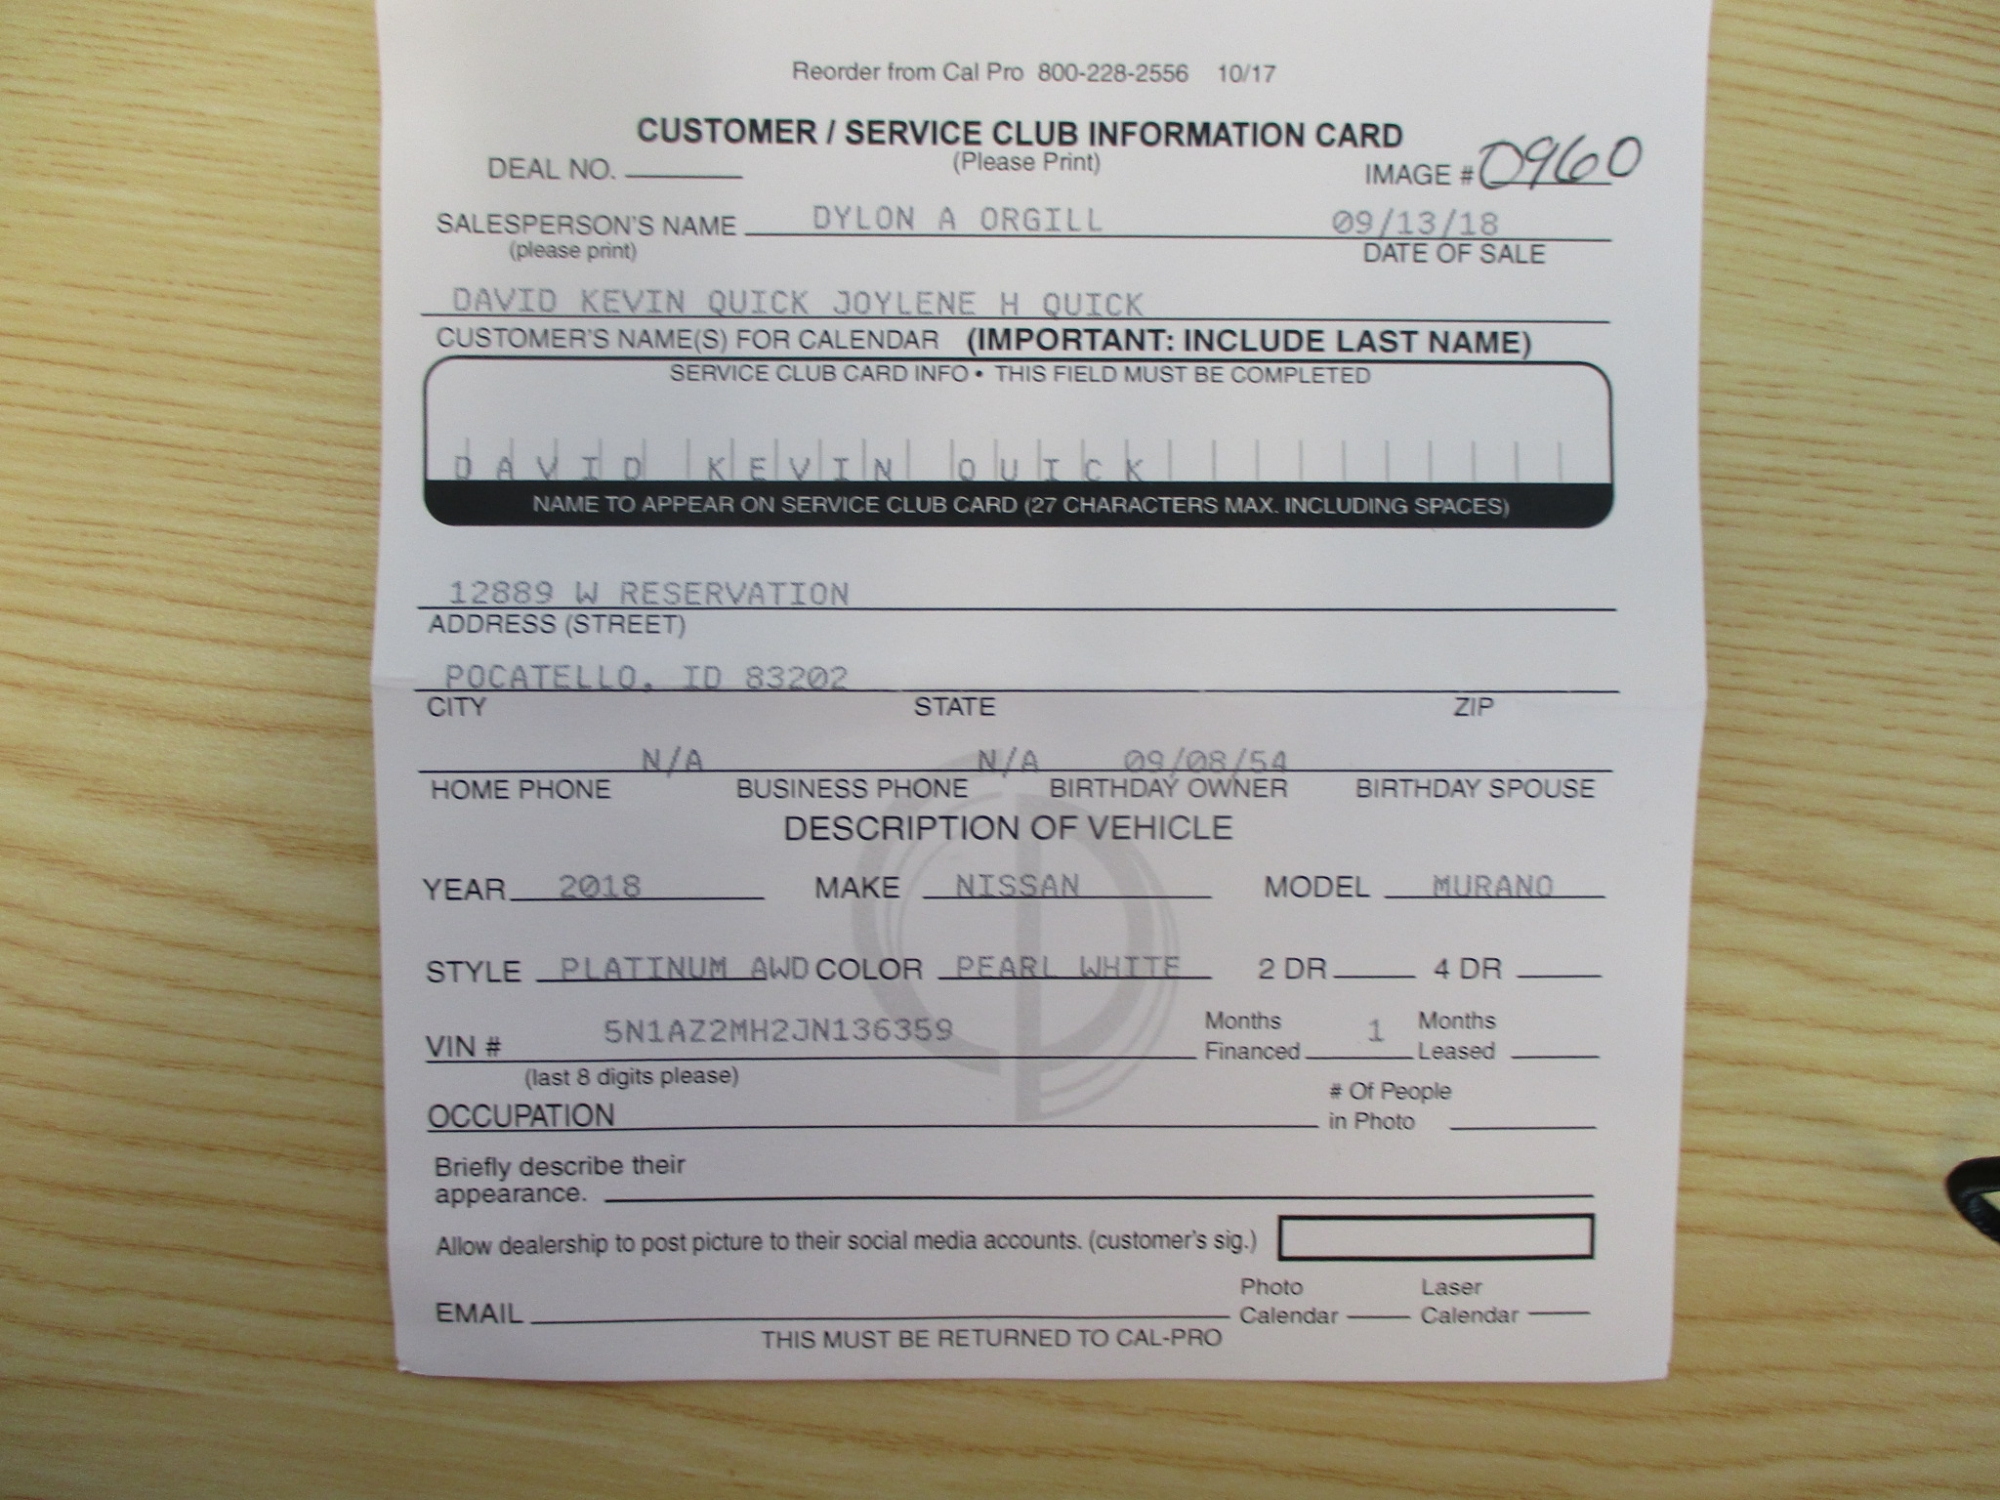 Reorder from Cal Pro 800-228-2556 10/17
CUSTOMER / SERVICE CLUB INFORMATION CARD
(Please Print)
DEAL NO. IMAGE # 0960
SALESPERSON'S NAME DYLON A ORGILL 09/13/18
(please print) DATE OF SALE
DAVID KEVIN QUICK JOYLENE H QUICK
CUSTOMER'S NAME(S) FOR CALENDAR (IMPORTANT: INCLUDE LAST NAME)
SERVICE CLUB CARD INFO • THIS FIELD MUST BE COMPLETED
DAVID KEVIN QUICK
NAME TO APPEAR ON SERVICE CLUB CARD (27 CHARACTERS MAX. INCLUDING SPACES)
12889 W RESERVATION
ADDRESS (STREET)
POCATELLO, ID 83202
CITY STATE ZIP
N/A N/A 09/08/54
HOME PHONE BUSINESS PHONE BIRTHDAY OWNER BIRTHDAY SPOUSE
DESCRIPTION OF VEHICLE
YEAR 2018 MAKE NISSAN MODEL MURANO
STYLE PLATINUM AWD COLOR PEARL WHITE 2 DR 4 DR
VIN # 5N1AZ2MH2JN136359 Months Financed 1 Months Leased
(last 8 digits please)
OCCUPATION # Of People in Photo
Briefly describe their
appearance.
Allow dealership to post picture to their social media accounts. (customer's sig.)
EMAIL Photo Calendar Laser Calendar
THIS MUST BE RETURNED TO CAL-PRO